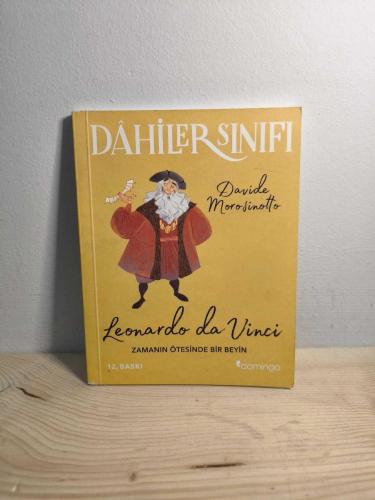 DÂHİLER SINIFI
Davide
Morosinotto
Leonardo da Vinci
ZAMANIN ÖTESİNDE BİR BEYİN
12. BASKI
domingo